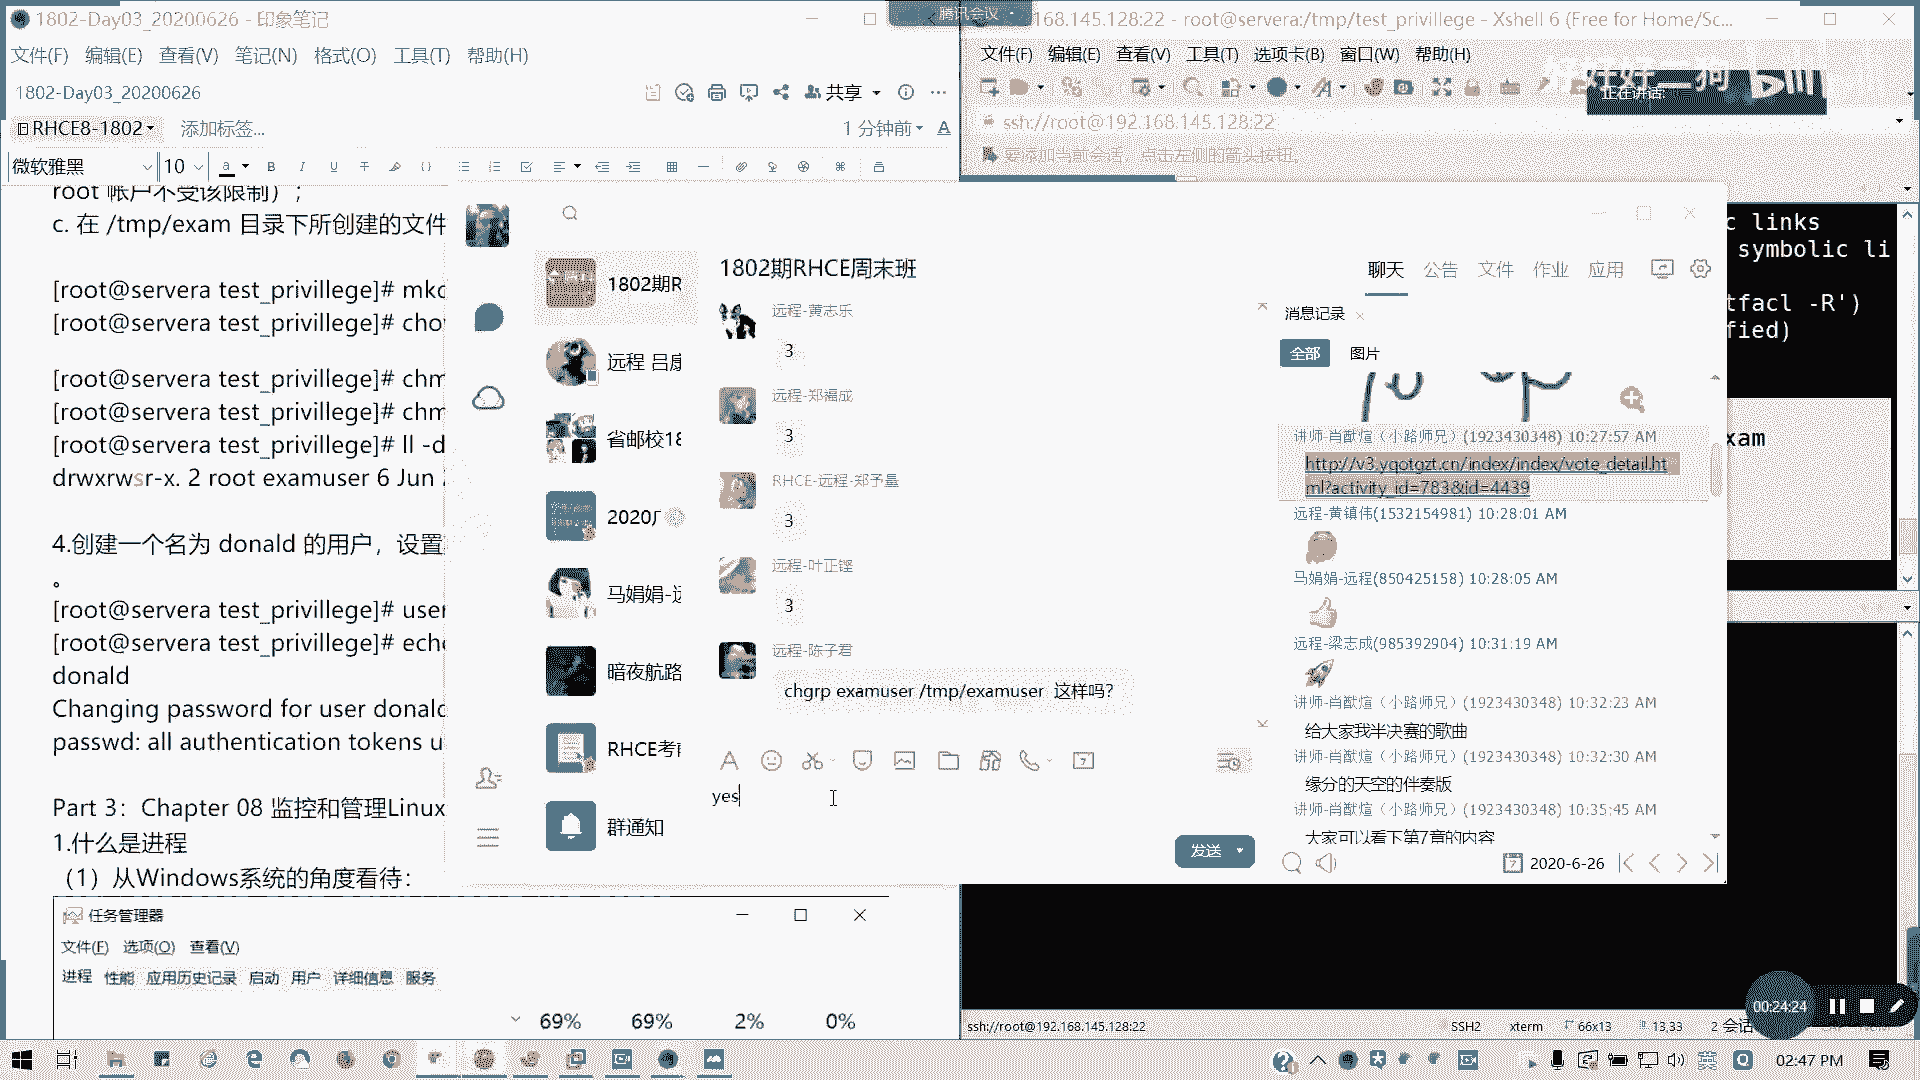 1802-Day03_20200626 - 印象笔记
文件(F) 编辑(E) 查看(V) 笔记(N) 格式(O) 工具(T) 帮助(H)
1802-Day03_20200626
共享
RHCE8-1802
添加标签...
1 分钟前
微软雅黑
10
root 帐户不受该限制）；
c. 在 /tmp/exam 目录下所创建的文件
[root@servera test_privillege]# mkd
[root@servera test_privillege]# chow
[root@servera test_privillege]# chm
[root@servera test_privillege]# chm
[root@servera test_privillege]# ll -d
drwxrwsr-x. 2 root examuser 6 Jun
4.创建一个名为 donald 的用户，设置
。
[root@servera test_privillege]# user
[root@servera test_privillege]# echo
donald
Changing password for user donald
passwd: all authentication tokens u
Part 3：Chapter 08 监控和管理Linux
1.什么是进程
（1）从Windows系统的角度看待：
任务管理器
文件(F) 选项(O) 查看(V)
进程 性能 应用历史记录 启动 用户 详细信息 服务
69% 69% 2% 0%
腾讯会议
168.145.128:22 - root@servera:/tmp/test_privillege - Xshell 6 (Free for Home/Sc...
文件(F) 编辑(E) 查看(V) 工具(T) 选项卡(B) 窗口(W) 帮助(H)
正在讲话:
ssh://root@192.168.145.128:22
要添加当前会话，点击左侧的箭头按钮。
c links
symbolic li
tfacl -R')
fied)
xam
1802期R
远程 吕
省邮校18
2020广
马娟娟-远
暗夜航路
RHCE考前
群通知
1802期RHCE周末班
聊天 公告 文件 作业 应用
远程-黄志乐
3
远程-郑福成
3
RHCE-远程-郑予量
3
远程-叶正铿
3
远程-陈子君
chgrp examuser /tmp/examuser 这样吗？
yes
发送
消息记录
全部 图片
讲师-肖猷煊（小路师兄）(1923430348) 10:27:57 AM
http://v3.yqotgzt.cn/index/index/vote_detail.ht
ml?activity_id=783&id=4439
远程-黄镇伟(1532154981) 10:28:01 AM
马娟娟-远程(850425158) 10:28:05 AM
远程-梁志成(985392904) 10:31:19 AM
讲师-肖猷煊（小路师兄）(1923430348) 10:32:23 AM
给大家我半决赛的歌曲
讲师-肖猷煊（小路师兄）(1923430348) 10:32:30 AM
缘分的天空的伴奏版
讲师-肖猷煊（小路师兄）(1923430348) 10:35:45 AM
大家可以看下第7章的内容
2020-6-26
00:24:24
ssh://root@192.168.145.128:22 SSH2 xterm 66x13 13,33 2 会话
英
02:47 PM